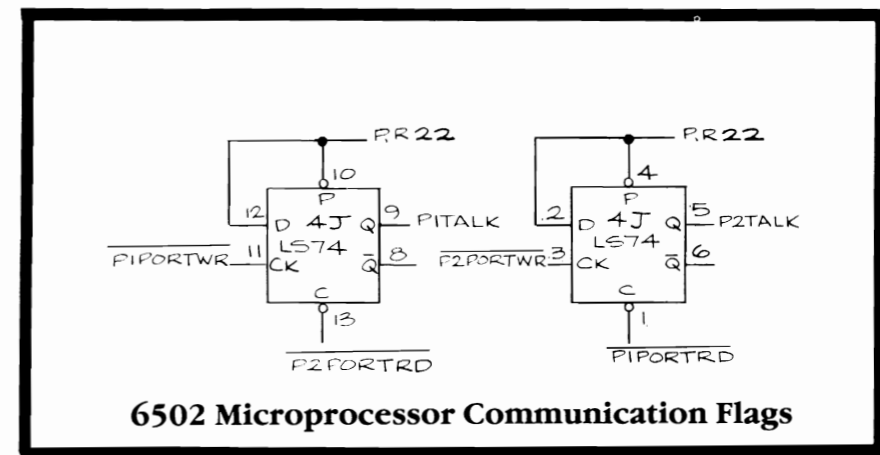 P.R22
P.R22
10
4
P
P
12
D
4J
Q
9
P1TALK
2
D
4J
Q
5
P2TALK
LS74
LS74
P1PORTWR
11
CK
Q̅
8
P2PORTWR
3
CK
Q̅
6
C
C
13
1
P2PORTRD
P1PORTRD
6502 Microprocessor Communication Flags